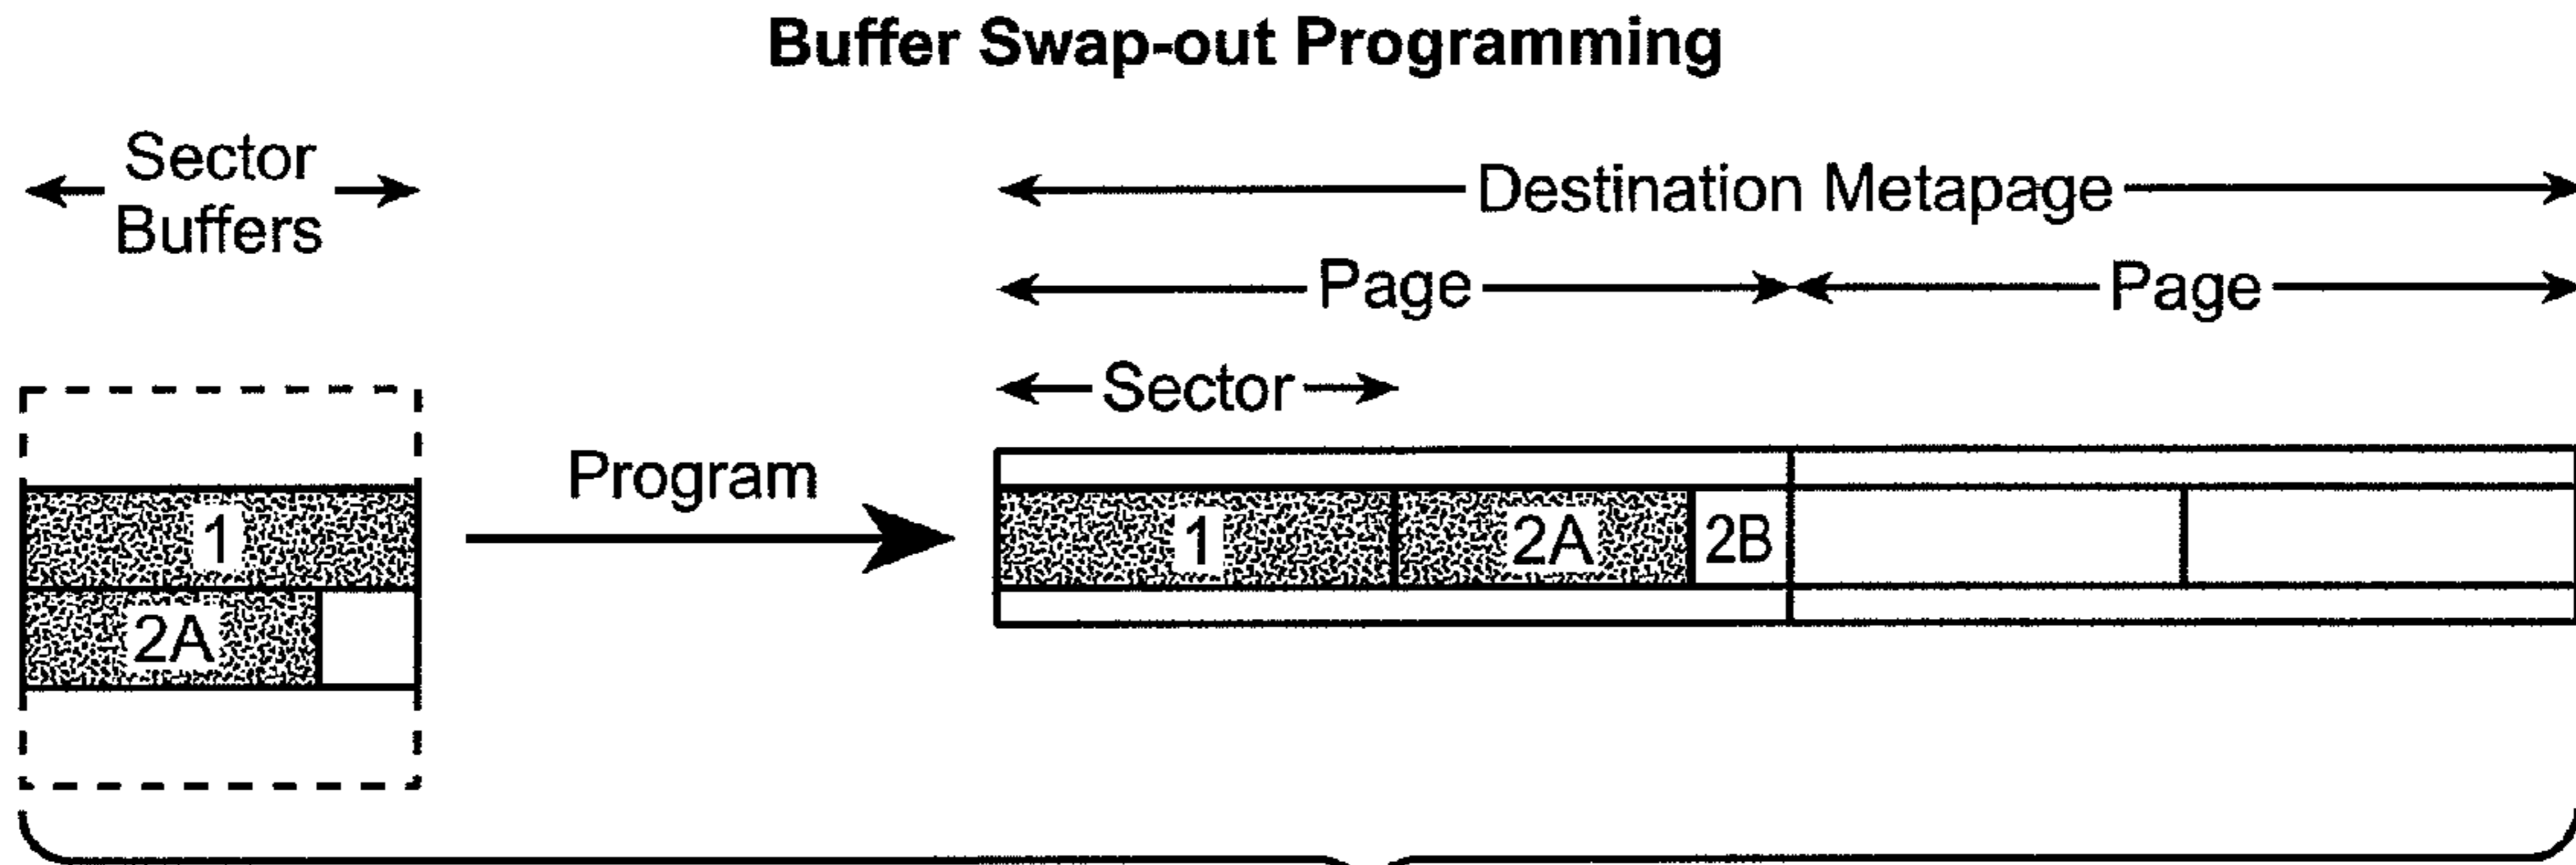 Buffer Swap-out Programming
Sector
Buffers
Destination Metapage
Page Page
Sector
Program
1
2A
1 2A 2B